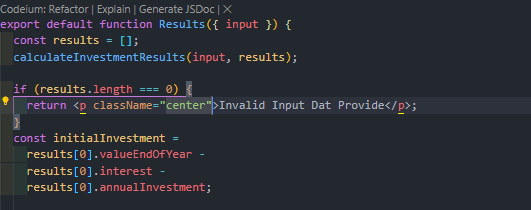 Codeium: Refactor | Explain | Generate JSDoc | ×
export default function Results({ input }) {
const results = [];
calculateInvestmentResults(input, results);
if (results.length === 0) {
return <p className="center">Invalid Input Dat Provide</p>;
}
const initialInvestment =
results[0].valueEndOfYear -
results[0].interest -
results[0].annualInvestment;